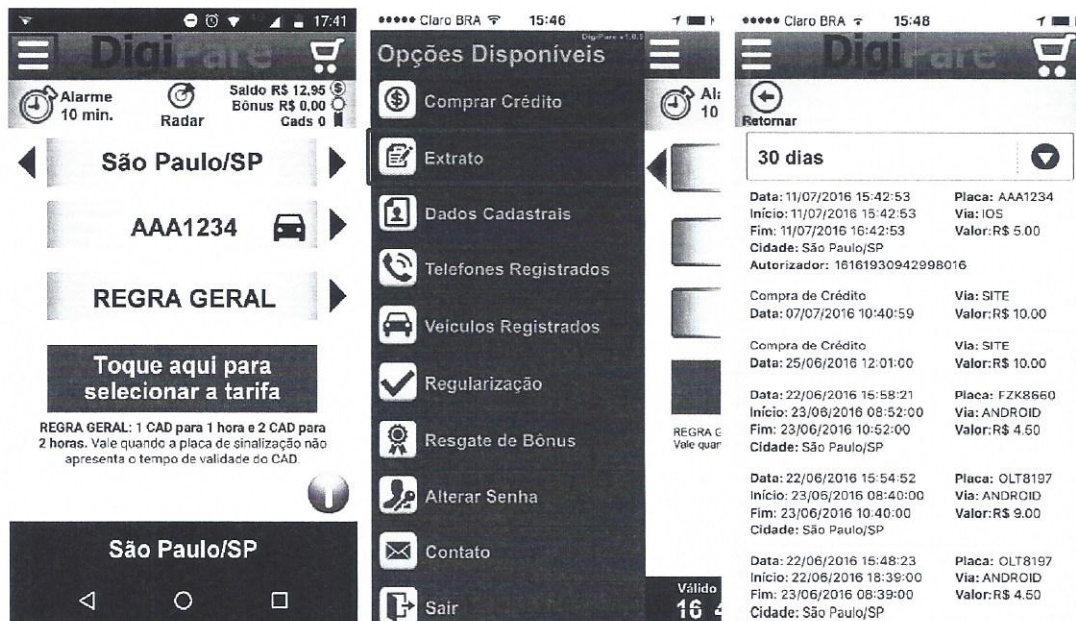 17:41
DigiPare
Alarme
10 min.
Radar
Saldo R$ 12,95
Bônus R$ 0,00
Cads 0
São Paulo/SP
AAA1234
REGRA GERAL
Toque aqui para
selecionar a tarifa
REGRA GERAL: 1 CAD para 1 hora e 2 CAD para
2 horas. Vale quando a placa de sinalização não
apresenta o tempo de validade do CAD.
São Paulo/SP
Claro BRA 15:46
DigiPare v1.0.
Opções Disponíveis
Comprar Crédito
Extrato
Dados Cadastrais
Telefones Registrados
Veiculos Registrados
Regularização
Resgate de Bônus
Alterar Senha
Contato
Sair
10
REGRA G
Vale quar
Válido
16
Claro BRA 15:48
DigiPare
Retornar
30 dias
Data: 11/07/2016 15:42:53 Placa: AAA1234
Início: 11/07/2016 15:42:53 Via: IOS
Fim: 11/07/2016 16:42:53 Valor:R$ 5.00
Cidade: São Paulo/SP
Autorizador: 16161930942998016
Compra de Crédito Via: SITE
Data: 07/07/2016 10:40:59 Valor:R$ 10.00
Compra de Crédito Via: SITE
Data: 25/06/2016 12:01:00 Valor:R$ 10.00
Data: 22/06/2016 15:58:21 Placa: FZK8660
Início: 23/06/2016 08:52:00 Via: ANDROID
Fim: 23/06/2016 10:52:00 Valor:R$ 4.50
Cidade: São Paulo/SP
Data: 22/06/2016 15:54:52 Placa: OLT8197
Início: 23/06/2016 08:40:00 Via: ANDROID
Fim: 23/06/2016 10:40:00 Valor:R$ 9.00
Cidade: São Paulo/SP
Data: 22/06/2016 15:48:23 Placa: OLT8197
Início: 22/06/2016 18:39:00 Via: ANDROID
Fim: 23/06/2016 08:39:00 Valor:R$ 4.50
Cidade: São Paulo/SP